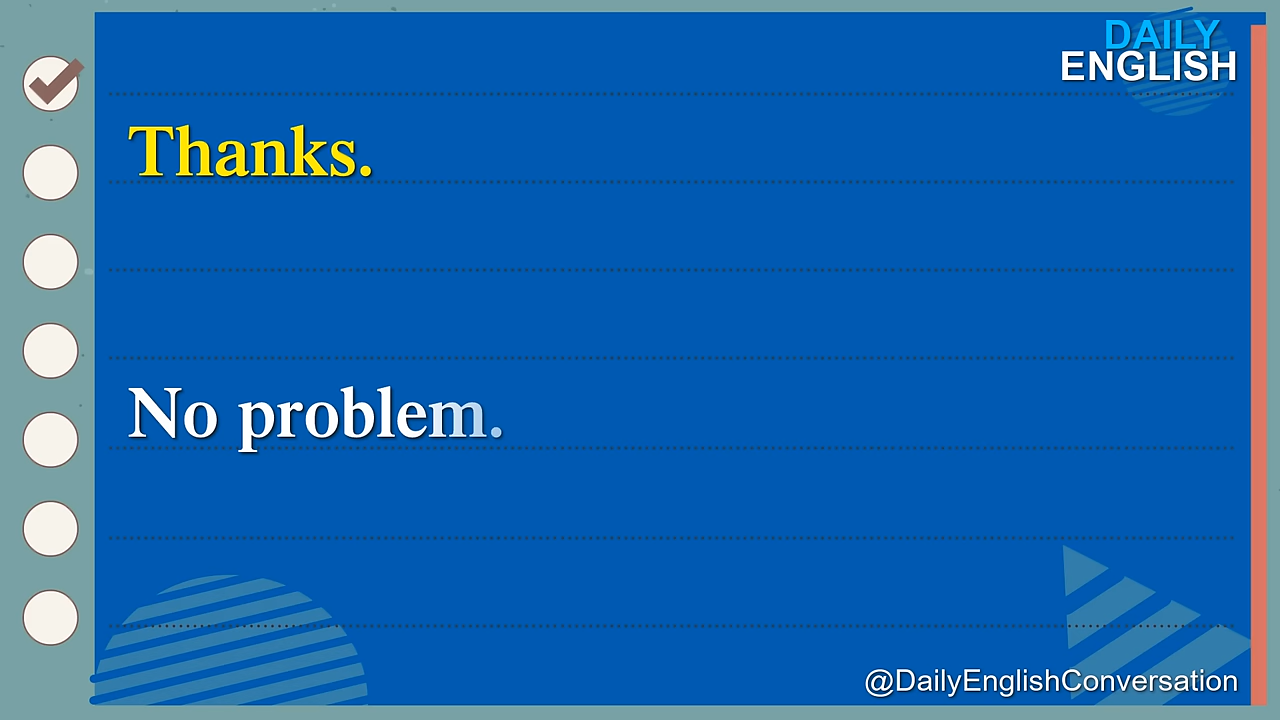 DAILY
ENGLISH
Thanks.
No problem.
@DailyEnglishConversation